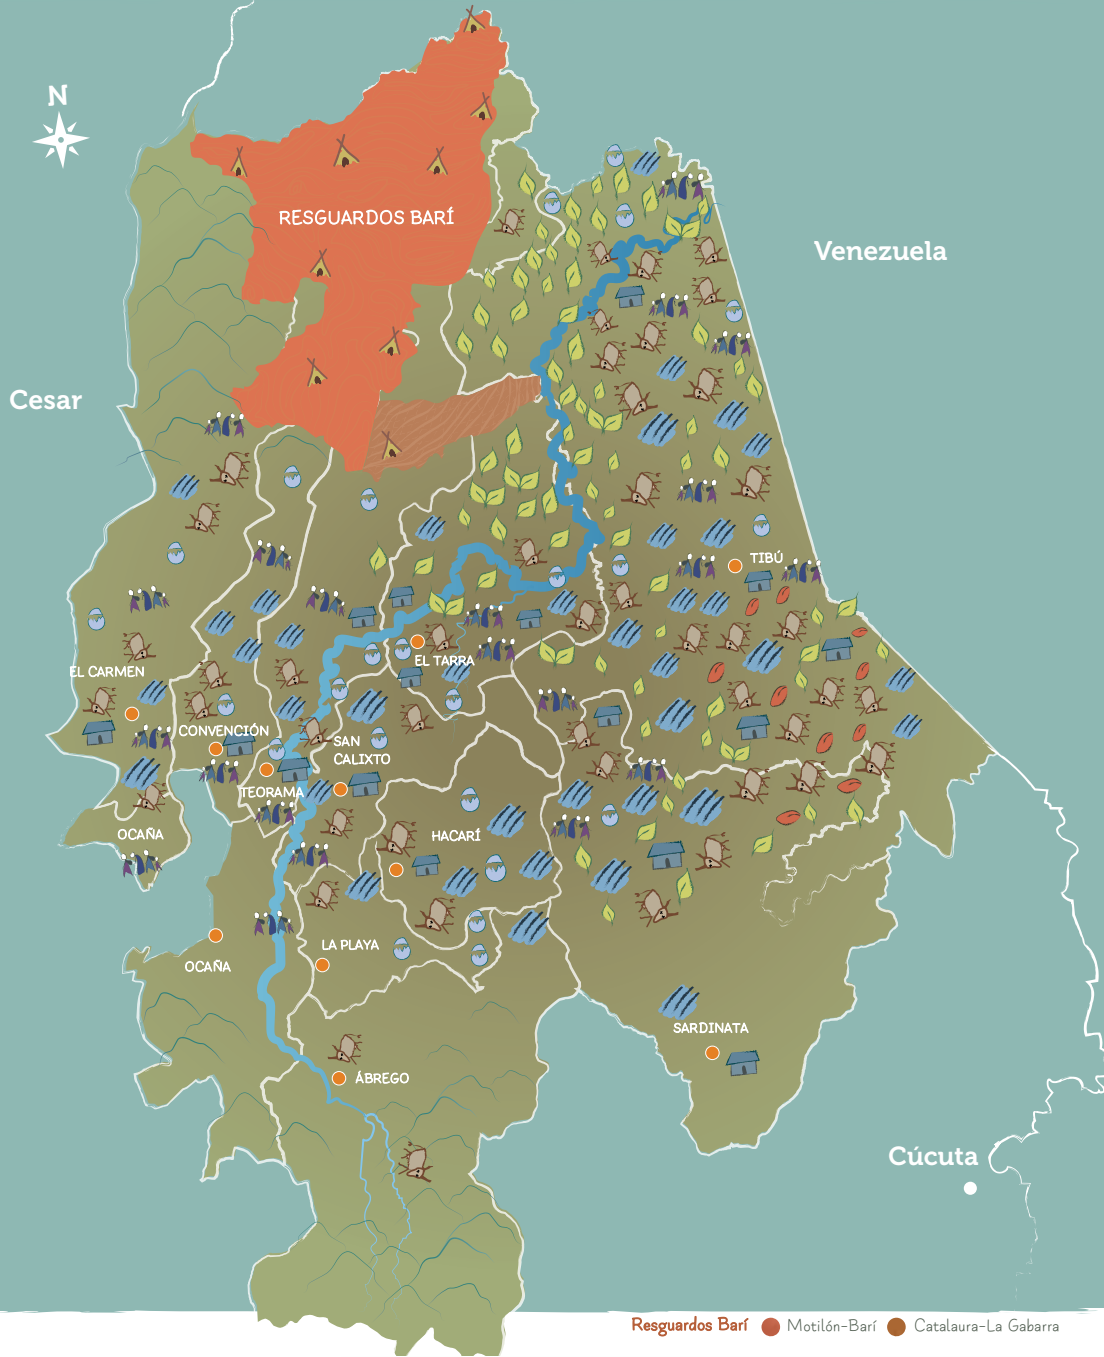 N
RESGUARDOS BARÍ
Venezuela
Cesar
TIBÚ
EL TARRA
EL CARMEN
CONVENCIÓN
SAN
CALIXTO
TEORAMA
OCAÑA
HACARÍ
LA PLAYA
OCAÑA
SARDINATA
ÁBREGO
Cúcuta
Resguardos Barí Motilón-Barí Catalaura-La Gabarra